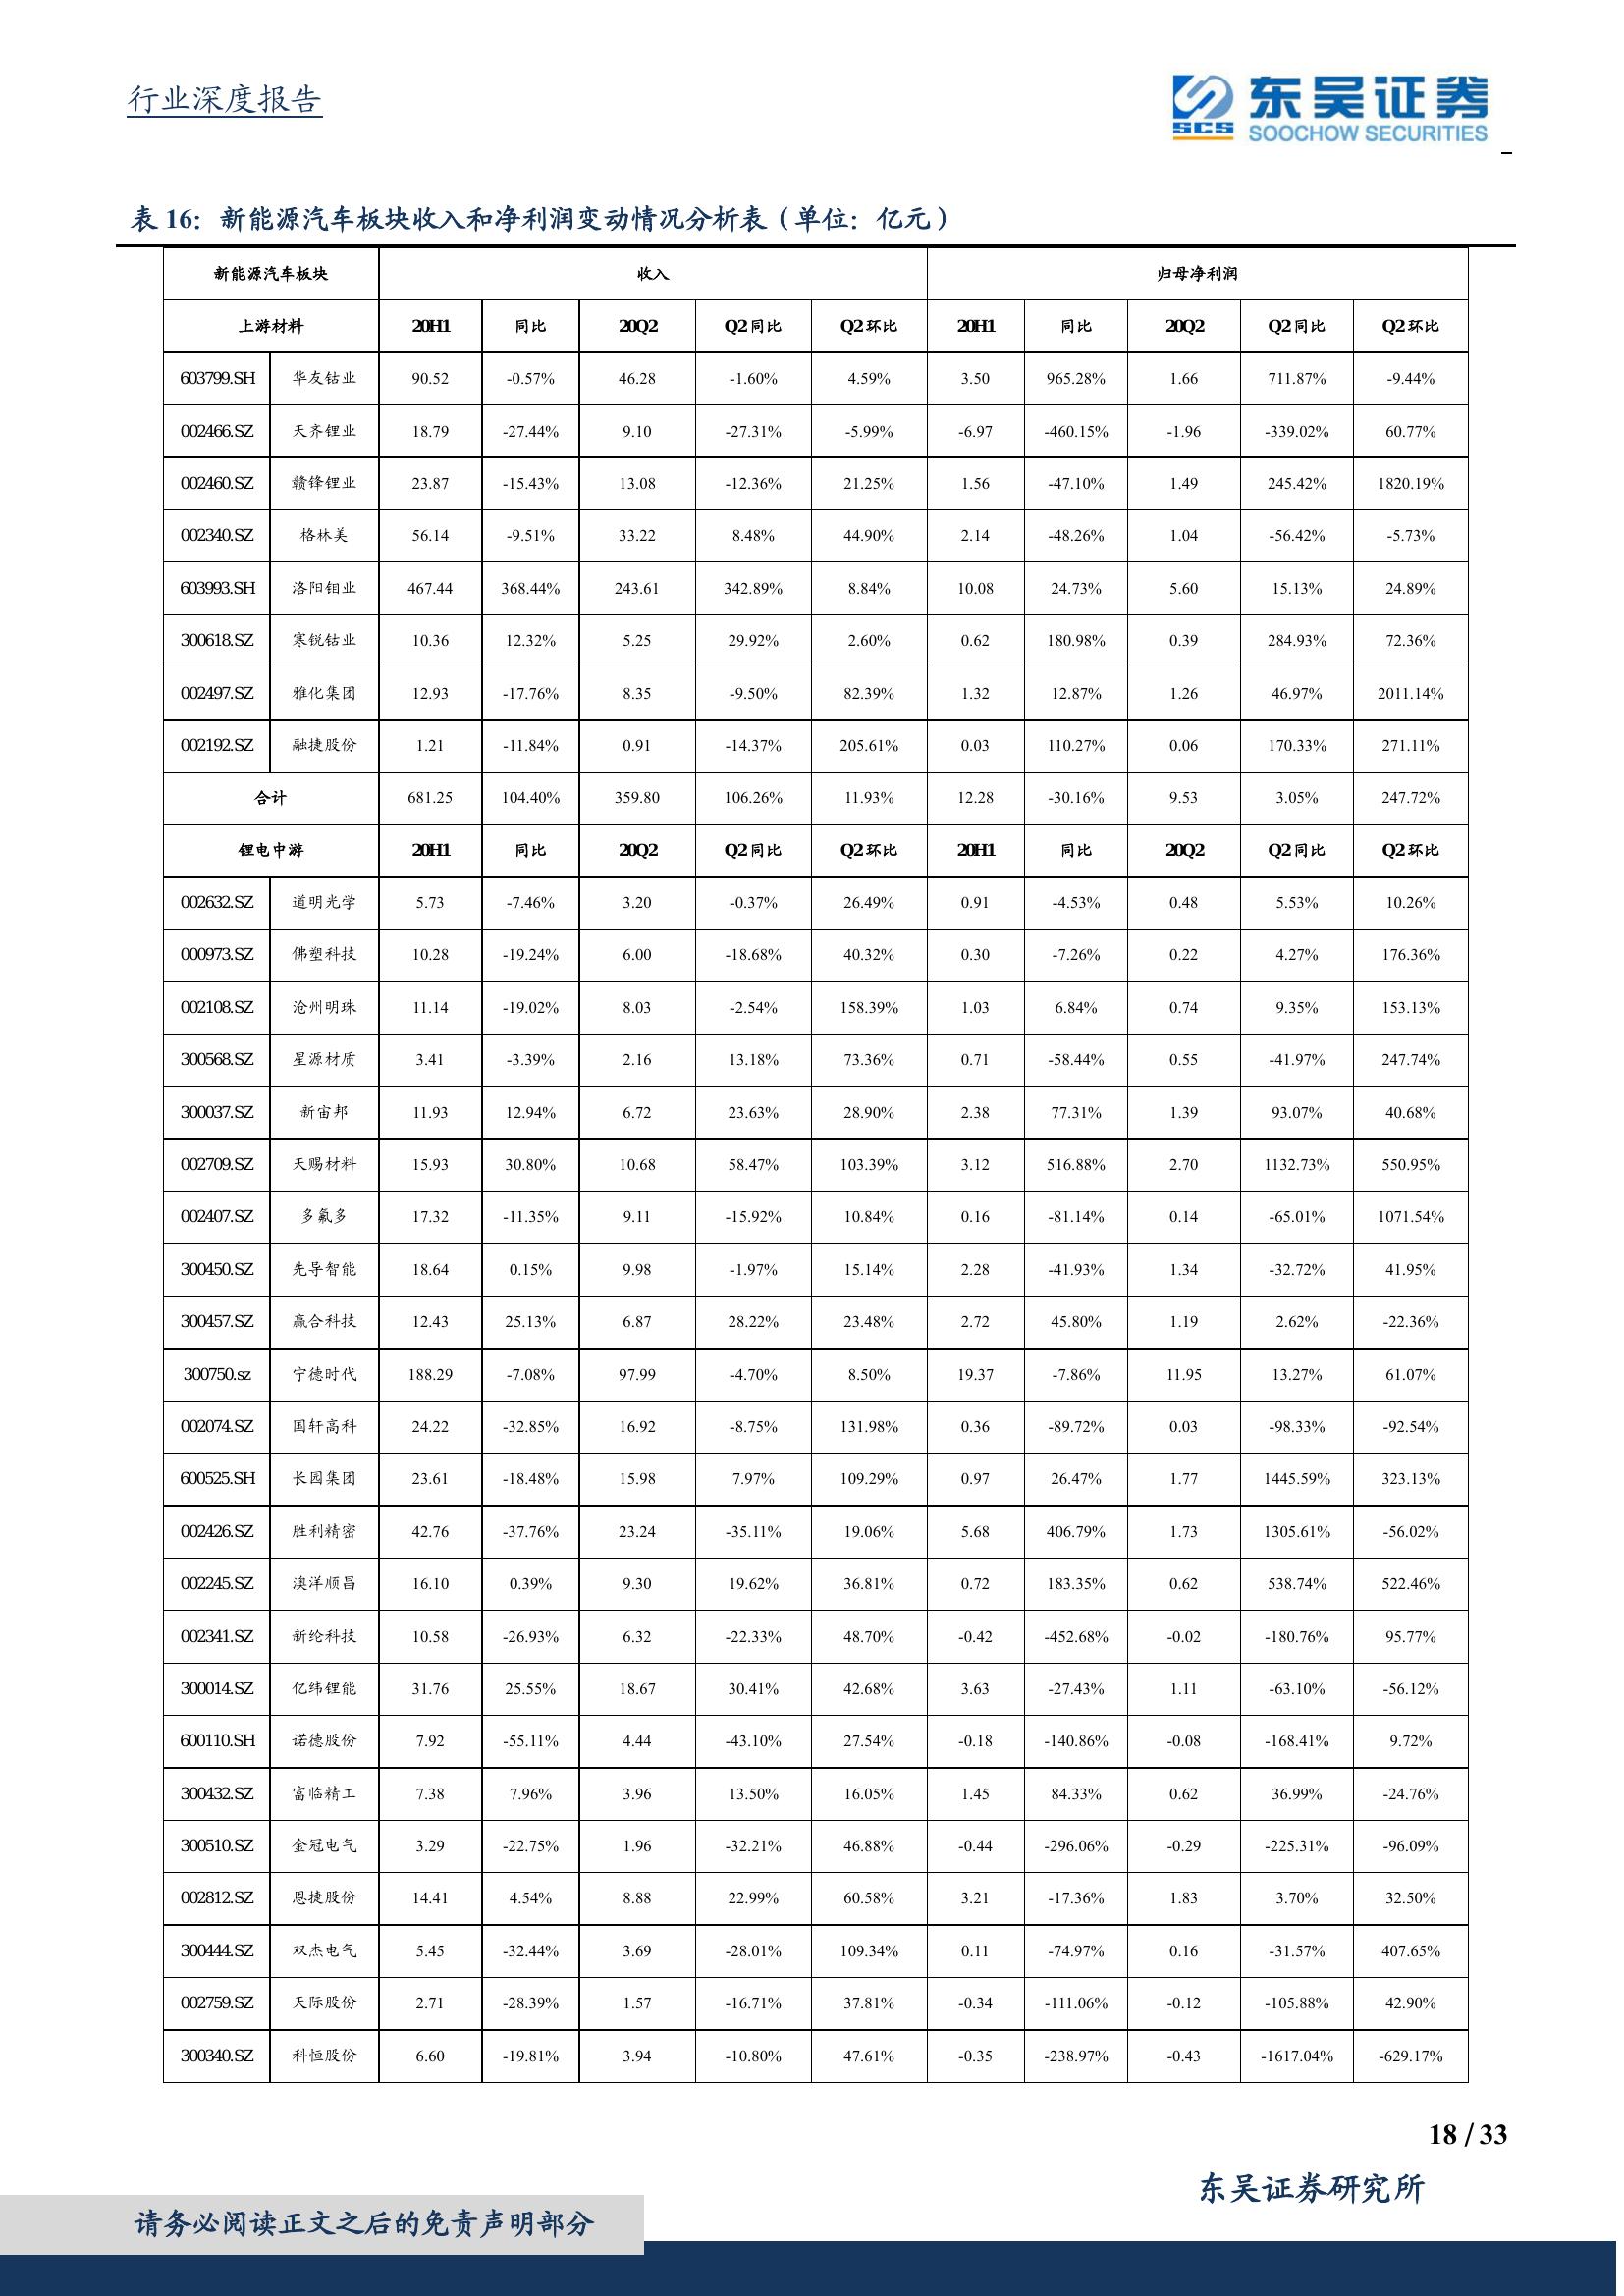 行业深度报告
SCS
东吴证券
SOOCHOW SECURITIES
表 16：新能源汽车板块收入和净利润变动情况分析表（单位：亿元）
新能源汽车板块 收入 归母净利润
上游材料 20H1 同比 20Q2 Q2 同比 Q2 环比 20H1 同比 20Q2 Q2 同比 Q2 环比
603799.SH 华友钴业 90.52 -0.57% 46.28 -1.60% 4.59% 3.50 965.28% 1.66 711.87% -9.44%
002466.SZ 天齐锂业 18.79 -27.44% 9.10 -27.31% -5.99% -6.97 -460.15% -1.96 -339.02% 60.77%
002460.SZ 赣锋锂业 23.87 -15.43% 13.08 -12.36% 21.25% 1.56 -47.10% 1.49 245.42% 1820.19%
002340.SZ 格林美 56.14 -9.51% 33.22 8.48% 44.90% 2.14 -48.26% 1.04 -56.42% -5.73%
603993.SH 洛阳钼业 467.44 368.44% 243.61 342.89% 8.84% 10.08 24.73% 5.60 15.13% 24.89%
300618.SZ 寒锐钴业 10.36 12.32% 5.25 29.92% 2.60% 0.62 180.98% 0.39 284.93% 72.36%
002497.SZ 雅化集团 12.93 -17.76% 8.35 -9.50% 82.39% 1.32 12.87% 1.26 46.97% 2011.14%
002192.SZ 融捷股份 1.21 -11.84% 0.91 -14.37% 205.61% 0.03 110.27% 0.06 170.33% 271.11%
合计 681.25 104.40% 359.80 106.26% 11.93% 12.28 -30.16% 9.53 3.05% 247.72%
锂电中游 20H1 同比 20Q2 Q2 同比 Q2 环比 20H1 同比 20Q2 Q2 同比 Q2 环比
002632.SZ 道明光学 5.73 -7.46% 3.20 -0.37% 26.49% 0.91 -4.53% 0.48 5.53% 10.26%
000973.SZ 佛塑科技 10.28 -19.24% 6.00 -18.68% 40.32% 0.30 -7.26% 0.22 4.27% 176.36%
002108.SZ 沧州明珠 11.14 -19.02% 8.03 -2.54% 158.39% 1.03 6.84% 0.74 9.35% 153.13%
300568.SZ 星源材质 3.41 -3.39% 2.16 13.18% 73.36% 0.71 -58.44% 0.55 -41.97% 247.74%
300037.SZ 新宙邦 11.93 12.94% 6.72 23.63% 28.90% 2.38 77.31% 1.39 93.07% 40.68%
002709.SZ 天赐材料 15.93 30.80% 10.68 58.47% 103.39% 3.12 516.88% 2.70 1132.73% 550.95%
002407.SZ 多氟多 17.32 -11.35% 9.11 -15.92% 10.84% 0.16 -81.14% 0.14 -65.01% 1071.54%
300450.SZ 先导智能 18.64 0.15% 9.98 -1.97% 15.14% 2.28 -41.93% 1.34 -32.72% 41.95%
300457.SZ 赢合科技 12.43 25.13% 6.87 28.22% 23.48% 2.72 45.80% 1.19 2.62% -22.36%
300750.sz 宁德时代 188.29 -7.08% 97.99 -4.70% 8.50% 19.37 -7.86% 11.95 13.27% 61.07%
002074.SZ 国轩高科 24.22 -32.85% 16.92 -8.75% 131.98% 0.36 -89.72% 0.03 -98.33% -92.54%
600525.SH 长园集团 23.61 -18.48% 15.98 7.97% 109.29% 0.97 26.47% 1.77 1445.59% 323.13%
002426.SZ 胜利精密 42.76 -37.76% 23.24 -35.11% 19.06% 5.68 406.79% 1.73 1305.61% -56.02%
002245.SZ 澳洋顺昌 16.10 0.39% 9.30 19.62% 36.81% 0.72 183.35% 0.62 538.74% 522.46%
002341.SZ 新纶科技 10.58 -26.93% 6.32 -22.33% 48.70% -0.42 -452.68% -0.02 -180.76% 95.77%
300014.SZ 亿纬锂能 31.76 25.55% 18.67 30.41% 42.68% 3.63 -27.43% 1.11 -63.10% -56.12%
600110.SH 诺德股份 7.92 -55.11% 4.44 -43.10% 27.54% -0.18 -140.86% -0.08 -168.41% 9.72%
300432.SZ 富临精工 7.38 7.96% 3.96 13.50% 16.05% 1.45 84.33% 0.62 36.99% -24.76%
300510.SZ 金冠电气 3.29 -22.75% 1.96 -32.21% 46.88% -0.44 -296.06% -0.29 -225.31% -96.09%
002812.SZ 恩捷股份 14.41 4.54% 8.88 22.99% 60.58% 3.21 -17.36% 1.83 3.70% 32.50%
300444.SZ 双杰电气 5.45 -32.44% 3.69 -28.01% 109.34% 0.11 -74.97% 0.16 -31.57% 407.65%
002759.SZ 天际股份 2.71 -28.39% 1.57 -16.71% 37.81% -0.34 -111.06% -0.12 -105.88% 42.90%
300340.SZ 科恒股份 6.60 -19.81% 3.94 -10.80% 47.61% -0.35 -238.97% -0.43 -1617.04% -629.17%
18 / 33
东吴证券研究所
请务必阅读正文之后的免责声明部分